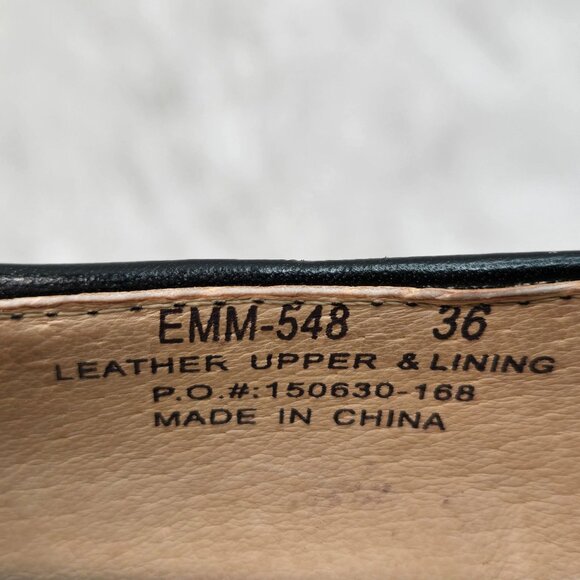 EMM-548 36
LEATHER UPPER & LINING
P.O.#:150630-168
MADE IN CHINA